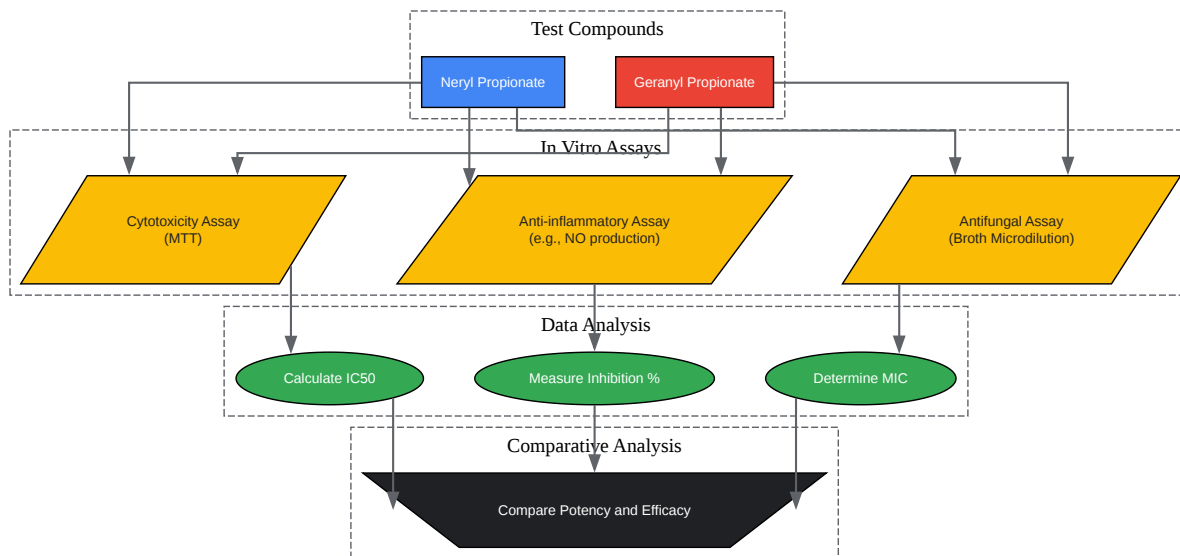 Test Compounds
Neryl Propionate
Geranyl Propionate
In Vitro Assays
Cytotoxicity Assay
(MTT)
Anti-inflammatory Assay
(e.g., NO production)
Antifungal Assay
(Broth Microdilution)
Data Analysis
Calculate IC50
Measure Inhibition %
Determine MIC
Comparative Analysis
Compare Potency and Efficacy